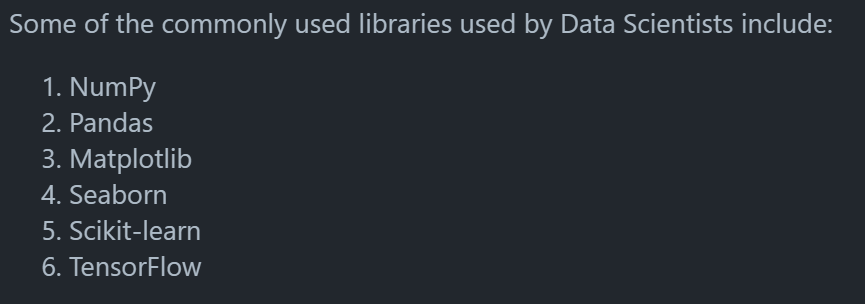 Some of the commonly used libraries used by Data Scientists include:
1. NumPy
2. Pandas
3. Matplotlib
4. Seaborn
5. Scikit-learn
6. TensorFlow